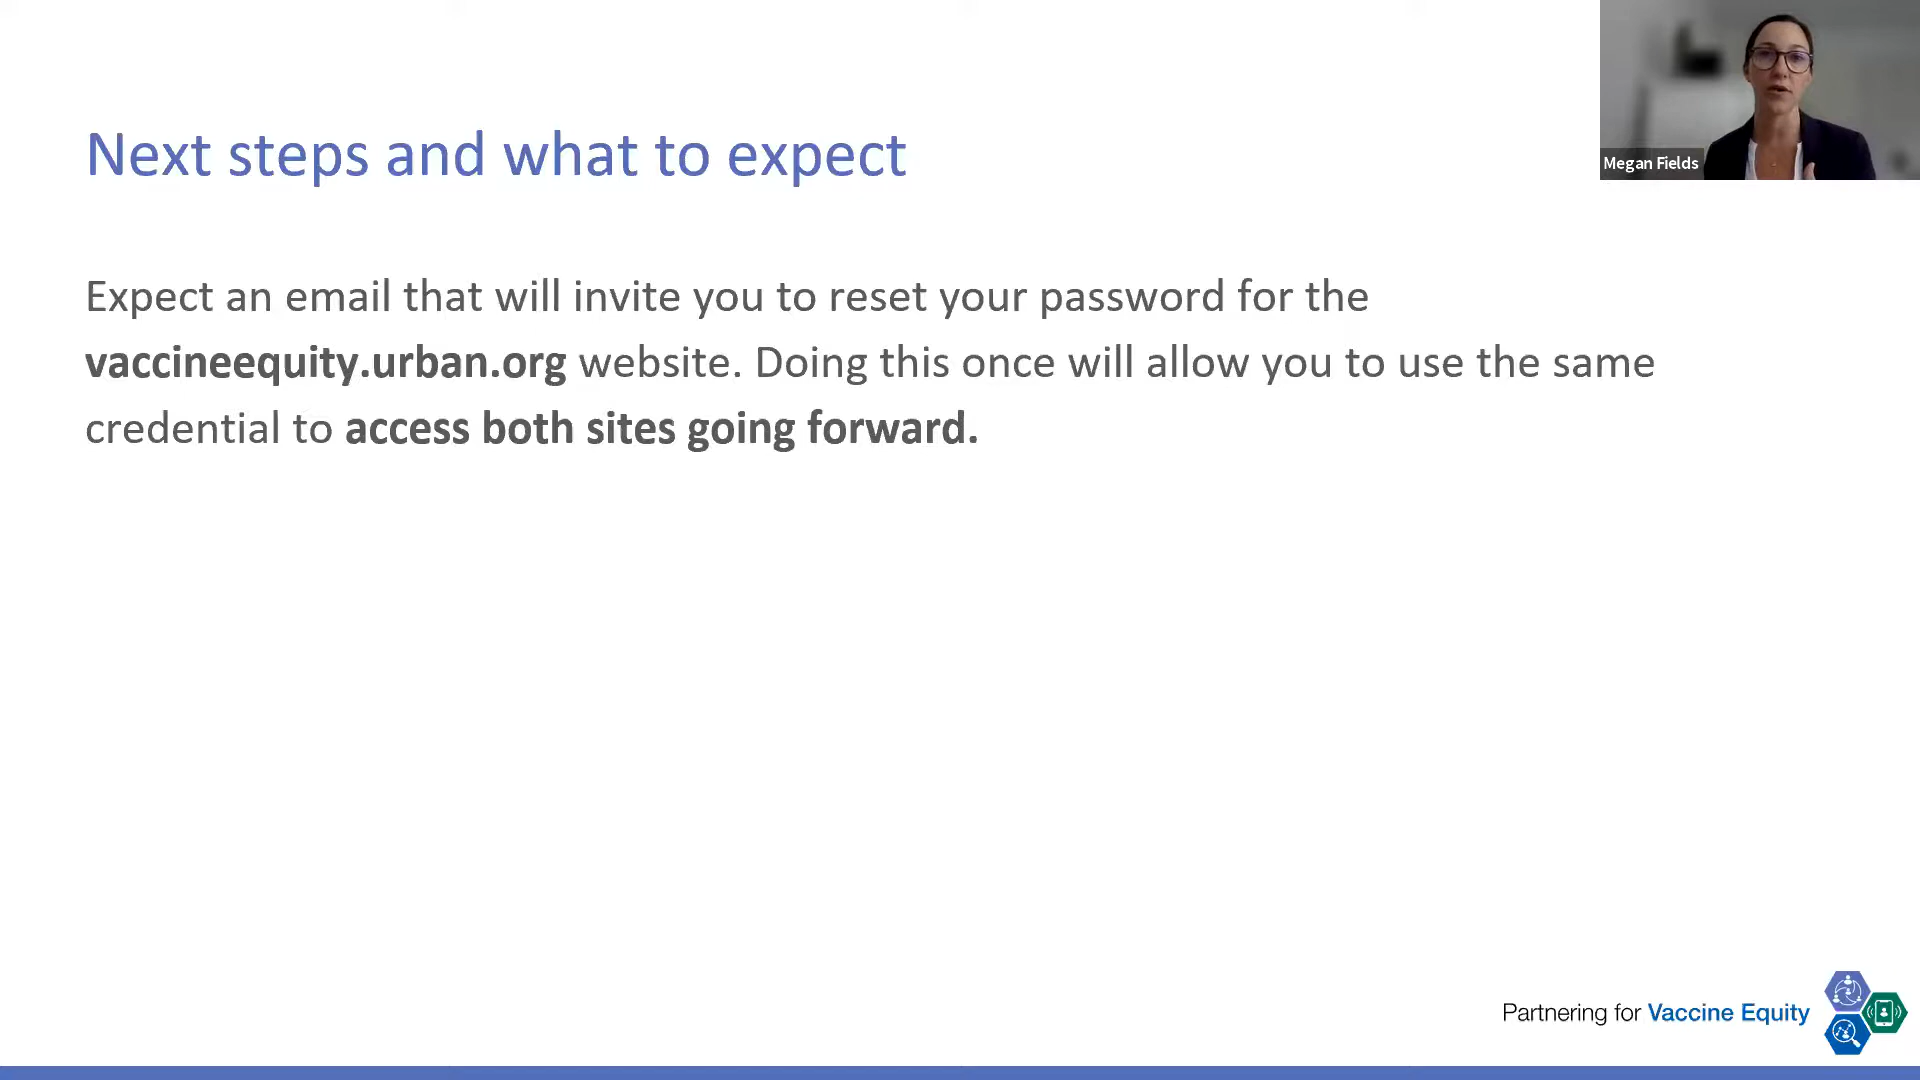 Next steps and what to expect
Megan Fields
Expect an email that will invite you to reset your password for the
vaccineequity.urban.org website. Doing this once will allow you to use the same
credential to access both sites going forward.
Partnering for Vaccine Equity